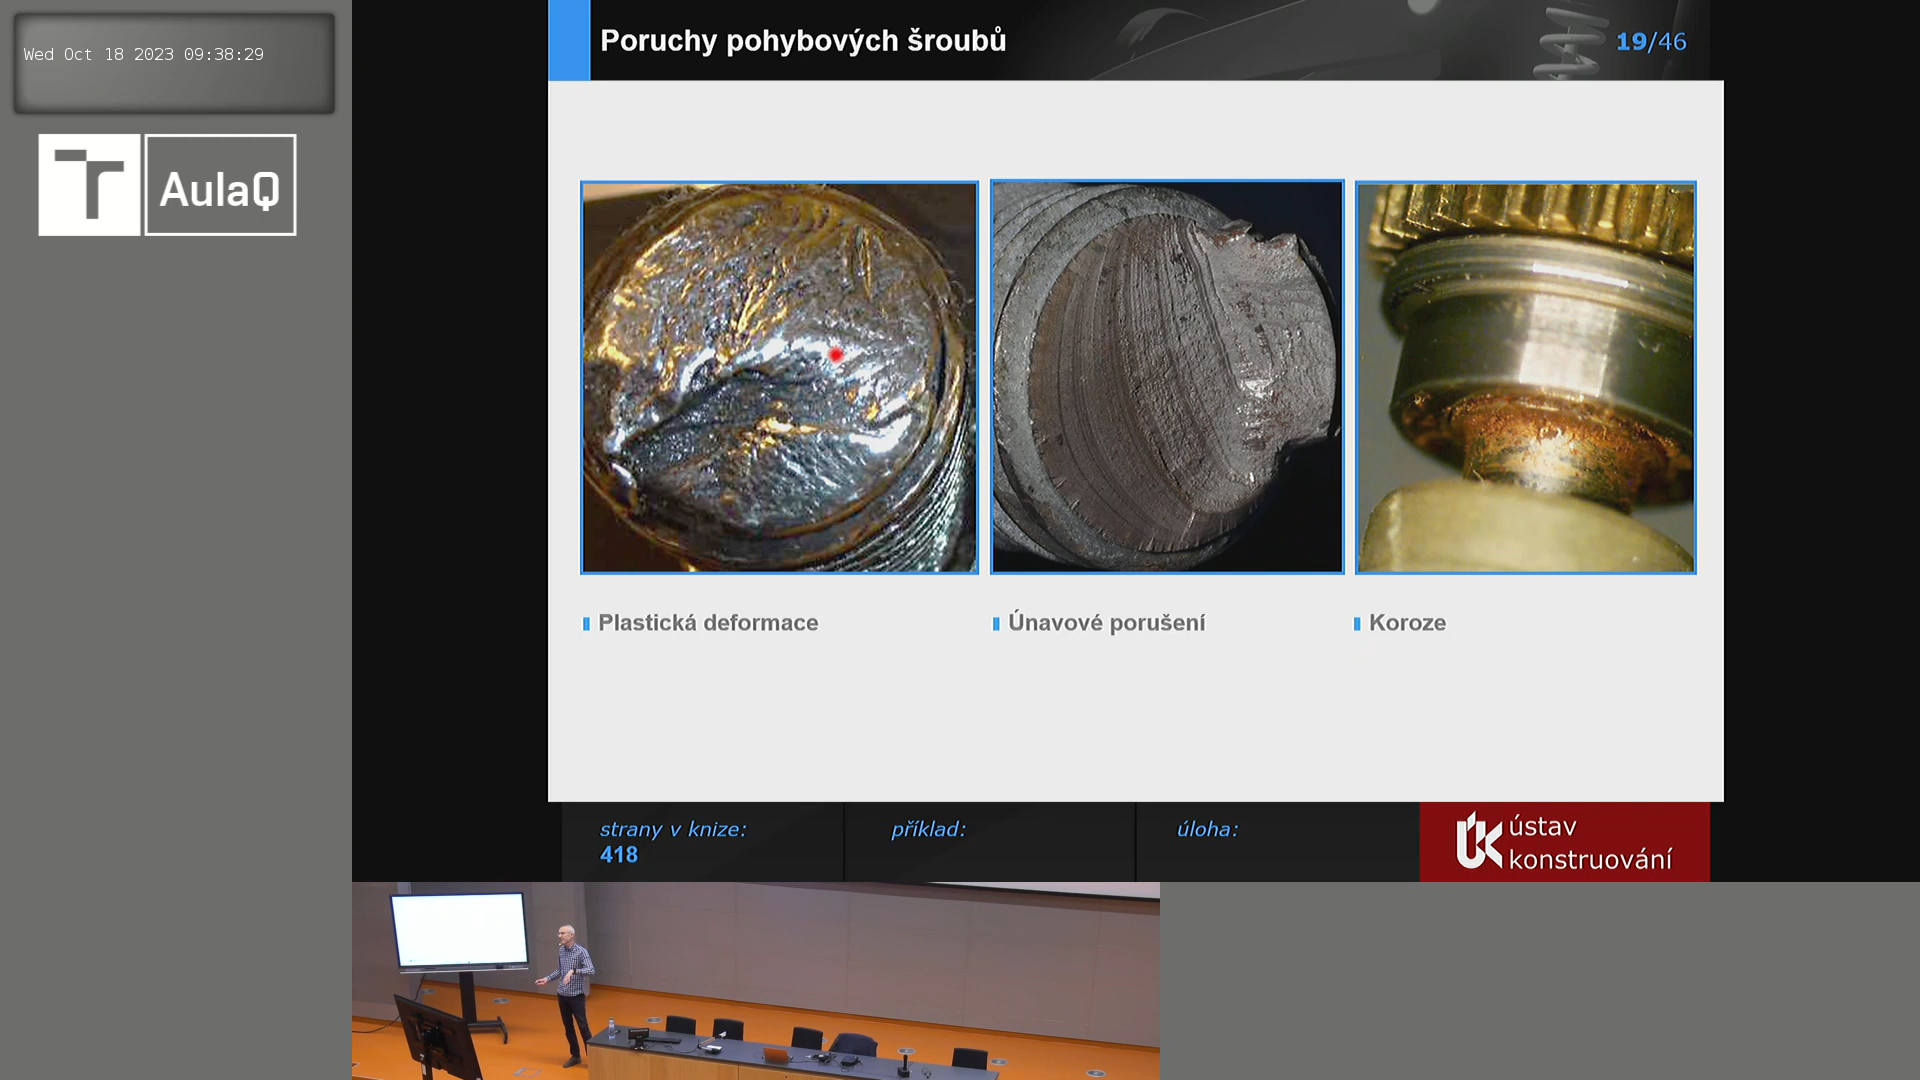 Wed Oct 18 2023 09:38:29
T AulaQ
Poruchy pohybových šroubů
19/46
Plastická deformace
Únavové porušení
Koroze
strany v knize:
418
příklad:
úloha:
ÚK ústav
konstruování